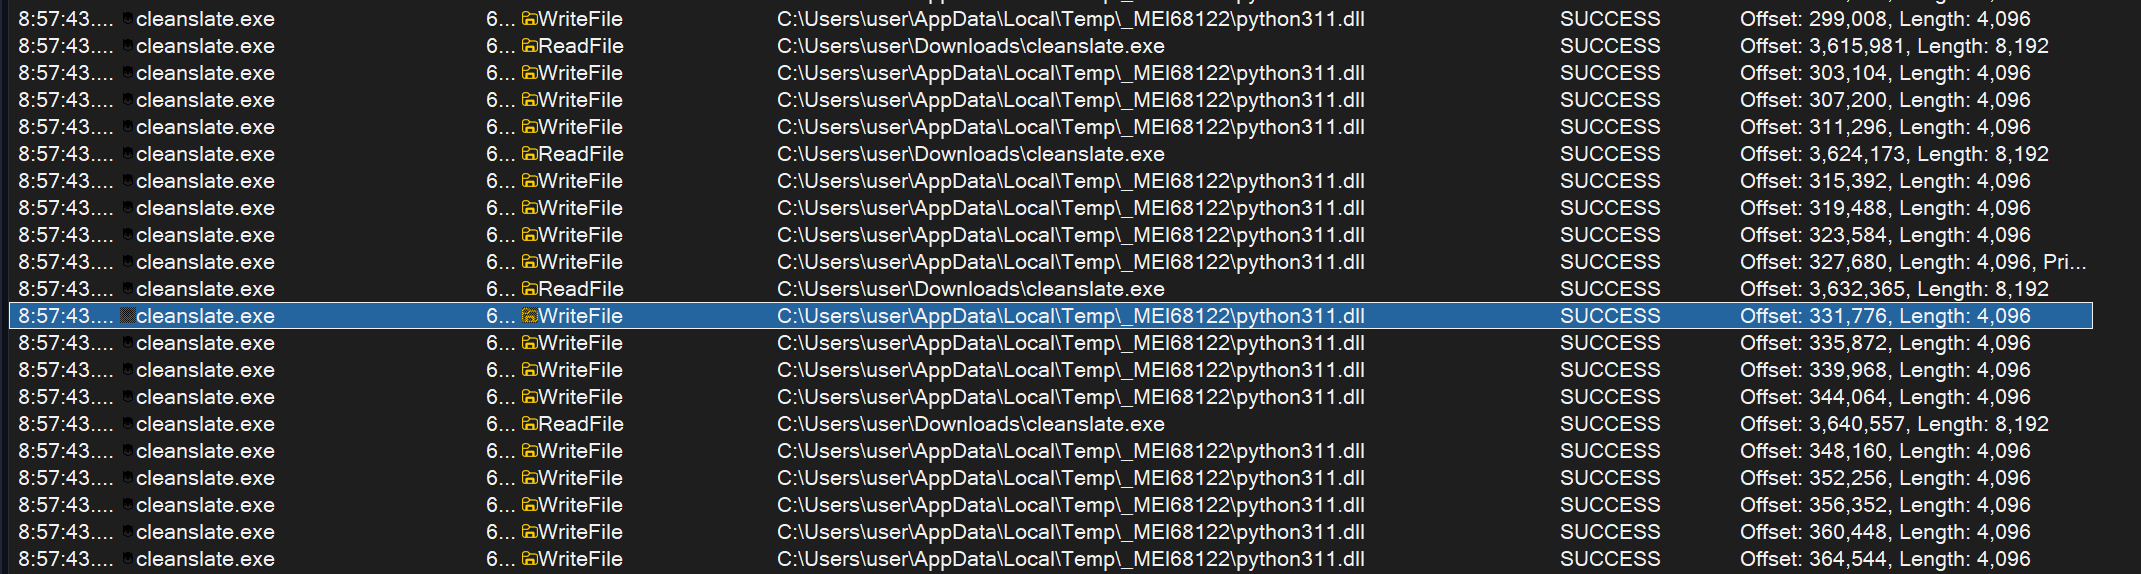 8:57:43.... cleanslate.exe 6... WriteFile C:\Users\user\AppData\Local\Temp\_MEI68122\python311.dll SUCCESS Offset: 299,008, Length: 4,096
8:57:43.... cleanslate.exe 6... ReadFile C:\Users\user\Downloads\cleanslate.exe SUCCESS Offset: 3,615,981, Length: 8,192
8:57:43.... cleanslate.exe 6... WriteFile C:\Users\user\AppData\Local\Temp\_MEI68122\python311.dll SUCCESS Offset: 303,104, Length: 4,096
8:57:43.... cleanslate.exe 6... WriteFile C:\Users\user\AppData\Local\Temp\_MEI68122\python311.dll SUCCESS Offset: 307,200, Length: 4,096
8:57:43.... cleanslate.exe 6... WriteFile C:\Users\user\AppData\Local\Temp\_MEI68122\python311.dll SUCCESS Offset: 311,296, Length: 4,096
8:57:43.... cleanslate.exe 6... ReadFile C:\Users\user\Downloads\cleanslate.exe SUCCESS Offset: 3,624,173, Length: 8,192
8:57:43.... cleanslate.exe 6... WriteFile C:\Users\user\AppData\Local\Temp\_MEI68122\python311.dll SUCCESS Offset: 315,392, Length: 4,096
8:57:43.... cleanslate.exe 6... WriteFile C:\Users\user\AppData\Local\Temp\_MEI68122\python311.dll SUCCESS Offset: 319,488, Length: 4,096
8:57:43.... cleanslate.exe 6... WriteFile C:\Users\user\AppData\Local\Temp\_MEI68122\python311.dll SUCCESS Offset: 323,584, Length: 4,096
8:57:43.... cleanslate.exe 6... WriteFile C:\Users\user\AppData\Local\Temp\_MEI68122\python311.dll SUCCESS Offset: 327,680, Length: 4,096, Pri...
8:57:43.... cleanslate.exe 6... ReadFile C:\Users\user\Downloads\cleanslate.exe SUCCESS Offset: 3,632,365, Length: 8,192
8:57:43.... cleanslate.exe 6... WriteFile C:\Users\user\AppData\Local\Temp\_MEI68122\python311.dll SUCCESS Offset: 331,776, Length: 4,096
8:57:43.... cleanslate.exe 6... WriteFile C:\Users\user\AppData\Local\Temp\_MEI68122\python311.dll SUCCESS Offset: 335,872, Length: 4,096
8:57:43.... cleanslate.exe 6... WriteFile C:\Users\user\AppData\Local\Temp\_MEI68122\python311.dll SUCCESS Offset: 339,968, Length: 4,096
8:57:43.... cleanslate.exe 6... WriteFile C:\Users\user\AppData\Local\Temp\_MEI68122\python311.dll SUCCESS Offset: 344,064, Length: 4,096
8:57:43.... cleanslate.exe 6... ReadFile C:\Users\user\Downloads\cleanslate.exe SUCCESS Offset: 3,640,557, Length: 8,192
8:57:43.... cleanslate.exe 6... WriteFile C:\Users\user\AppData\Local\Temp\_MEI68122\python311.dll SUCCESS Offset: 348,160, Length: 4,096
8:57:43.... cleanslate.exe 6... WriteFile C:\Users\user\AppData\Local\Temp\_MEI68122\python311.dll SUCCESS Offset: 352,256, Length: 4,096
8:57:43.... cleanslate.exe 6... WriteFile C:\Users\user\AppData\Local\Temp\_MEI68122\python311.dll SUCCESS Offset: 356,352, Length: 4,096
8:57:43.... cleanslate.exe 6... WriteFile C:\Users\user\AppData\Local\Temp\_MEI68122\python311.dll SUCCESS Offset: 360,448, Length: 4,096
8:57:43.... cleanslate.exe 6... WriteFile C:\Users\user\AppData\Local\Temp\_MEI68122\python311.dll SUCCESS Offset: 364,544, Length: 4,096